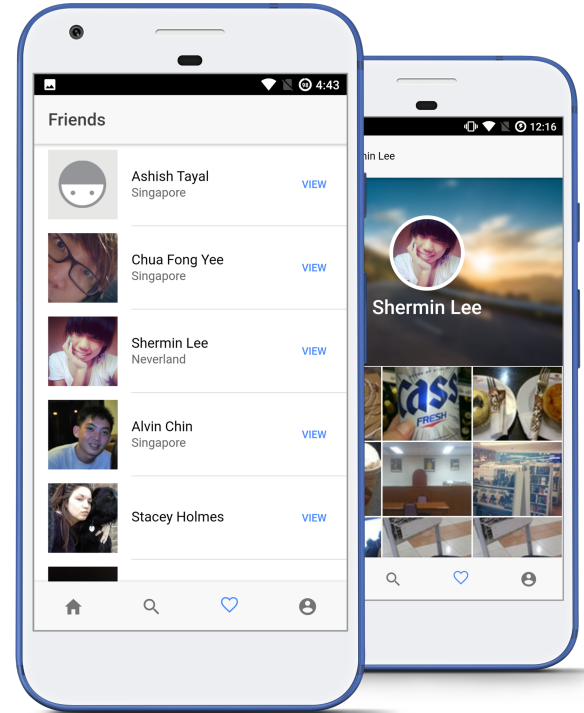 4:43
Friends
Ashish Tayal
Singapore
VIEW
Chua Fong Yee
Singapore
VIEW
Shermin Lee
Neverland
VIEW
Alvin Chin
Singapore
VIEW
Stacey Holmes
VIEW
12:16
min Lee
Shermin Lee
cass
FRESH